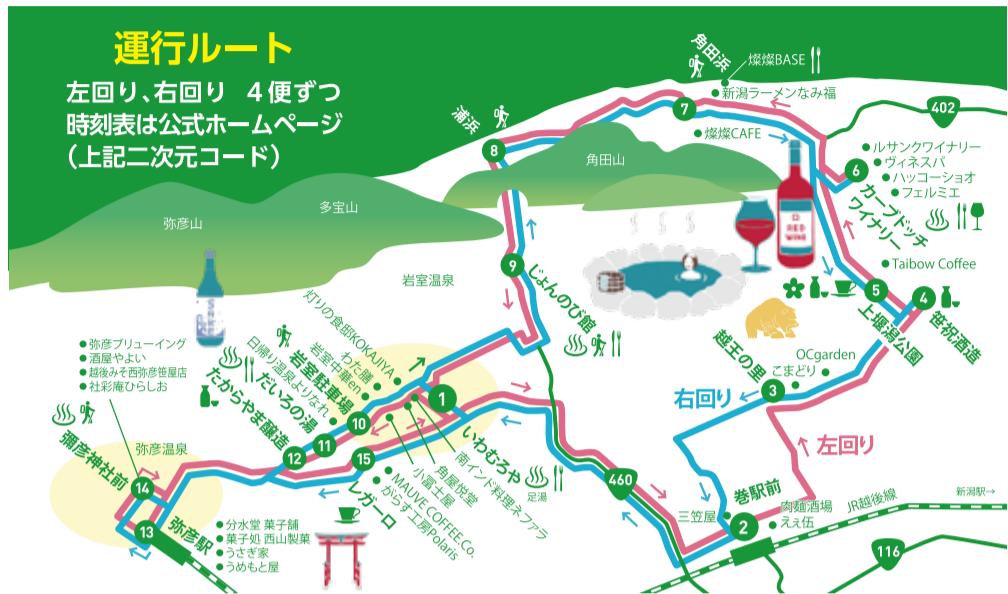 運行ルート
左回り、右回り 4便ずつ
時刻表は公式ホームページ
(上記二次元コード)
角田浜
燦燦BASE
新潟ラーメンなみ福
7
燦燦CAFE
402
浦浜
8
角田山
多宝山
弥彦山
ルサンクワイナリー
ヴィネスパ
ハッコーショオ
フェルミエ
6
カーブドッチ
ワイナリー
RED
WINE
Taibow Coffee
5
上堰潟公園
4
笹祝酒造
9
じょんのび館
岩室温泉
灯りの食邸KOKAJIYA
わた膳
岩室中華en
日帰り温泉よりなれ
岩室駐車場
10
だいろの湯
11
たからやま醸造
12
1
いわむろや
足湯
南インド料理ネファラ
角屋悦堂
小冨士屋
15
レガーロ
MAUVE COFFEE Co.
がらす工房Polaris
越王の里
3
OCgarden
こまどり
右回り
左回り
460
巻駅前
2
三笠屋
肉麺酒場
ええ伍
JR越後線
新潟駅→
116
弥彦ブリューイング
酒屋やよい
越後みそ西弥彦笹屋店
社彩庵ひらしお
弥彦温泉
彌彦神社前
14
13
弥彦駅
分水堂 菓子舗
菓子処 西山製菓
うさぎ家
うめもと屋